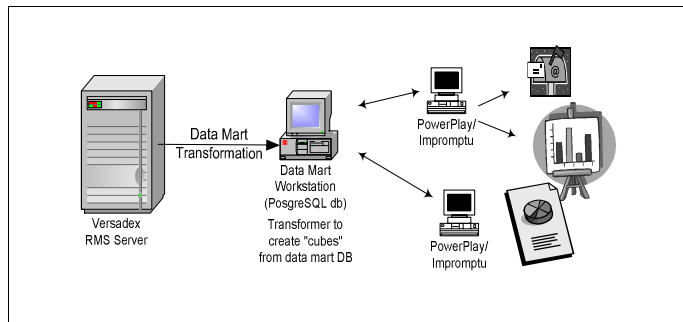 Data Mart
Transformation
Versadex
RMS Server
Data Mart
Workstation
(PosgreSQL db)
Transformer to
create "cubes"
from data mart DB
PowerPlay/
Impromptu
PowerPlay/
Impromptu
@